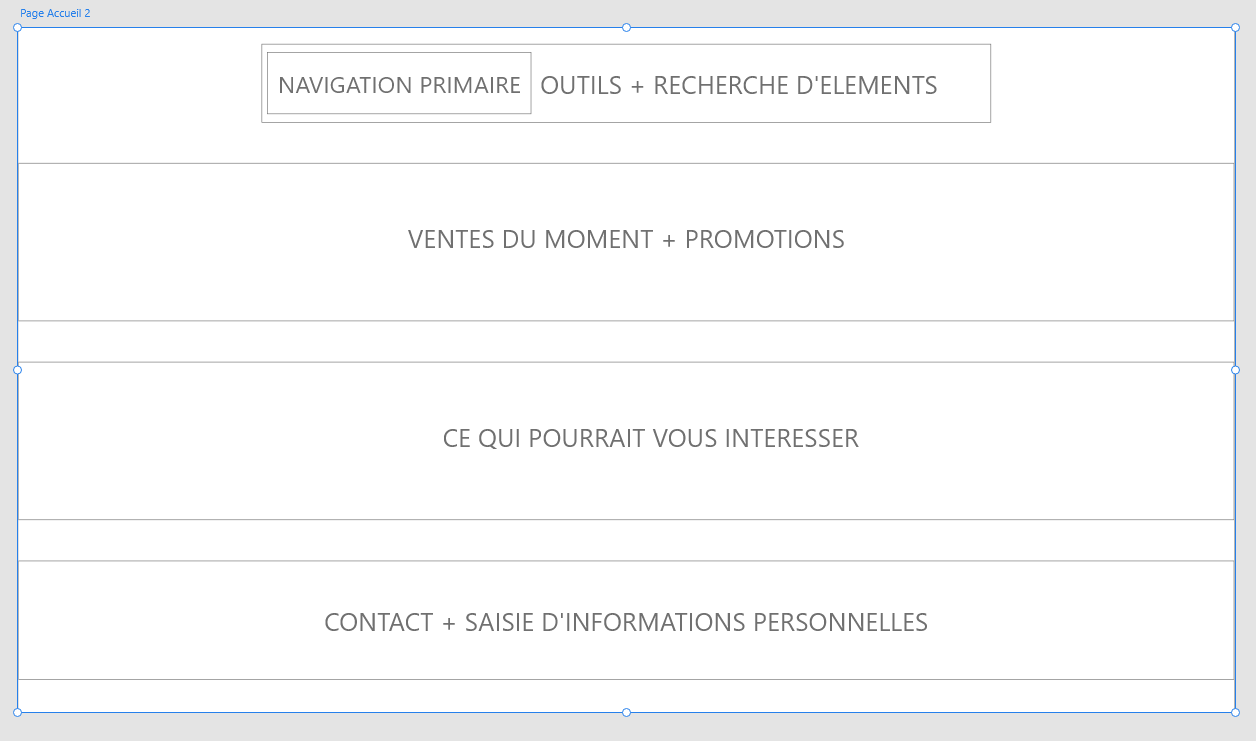 Page Accueil 2
NAVIGATION PRIMAIRE
OUTILS + RECHERCHE D'ELEMENTS
VENTES DU MOMENT + PROMOTIONS
CE QUI POURRAIT VOUS INTERESSER
CONTACT + SAISIE D'INFORMATIONS PERSONNELLES